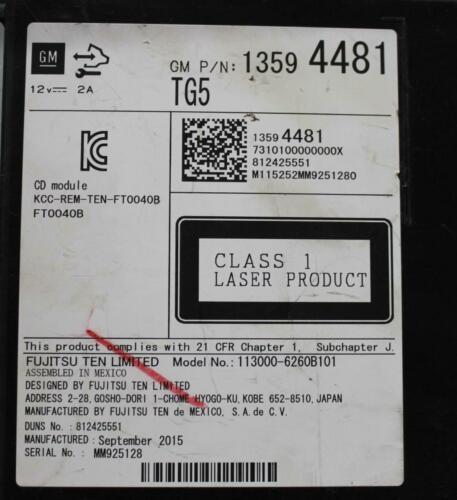 GM
GM P/N: 1359 4481
12v⎓ 2A
TG5
1359 4481
7310100000000X
812425551
M115252MM9251280
CD module
KCC-REM-TEN-FT0040B
FT0040B
CLASS 1
LASER PRODUCT
This product complies with 21 CFR Chapter 1, Subchapter J.
FUJITSU TEN LIMITED Model No.: 113000-6260B101
ASSEMBLED IN MEXICO
DESIGNED BY FUJITSU TEN LIMITED
ADDRESS 2-28, GOSHO-DORI 1-CHOME HYOGO-KU, KOBE 652-8510, JAPAN
MANUFACTURED BY FUJITSU TEN de MEXICO, S.A. de C.V.
DUNS No.: 812425551
MANUFACTURED: September 2015
SERIAL No.: MM925128